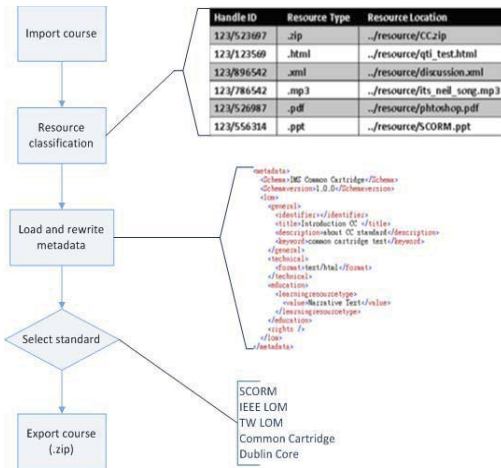 Import course
Handle ID Resource Type Resource Location
123/523697 .zip ../resource/CC.zip
123/123569 .html ../resource/qti_test.html
123/896542 .xml ../resource/discussion.xml
123/786542 .mp3 ../resource/its_neil_song.mp3
123/526987 .pdf ../resource/phtoshop.pdf
123/556314 .ppt ../resource/SCORM.ppt
Resource
classification
Load and rewrite
metadata
<metadata>
<Schema>IMS Common Cartridge</Schema>
<Schemaversion>1.0.0</Schemaversion>
<lom>
<general>
<identifier></identifier>
<title>Introduction CC </title>
<description>about CC standard</description>
<keyword>common cartridge test</keyword>
</general>
<technical>
<format>text/html</format>
</technical>
<education>
<learningresourcetype>
<value>Narrative Text</value>
</learningresourcetype>
</education>
<rights />
</lom>
</metadata>
Select standard
SCORM
IEEE LOM
TW LOM
Common Cartridge
Dublin Core
Export course
(.zip)